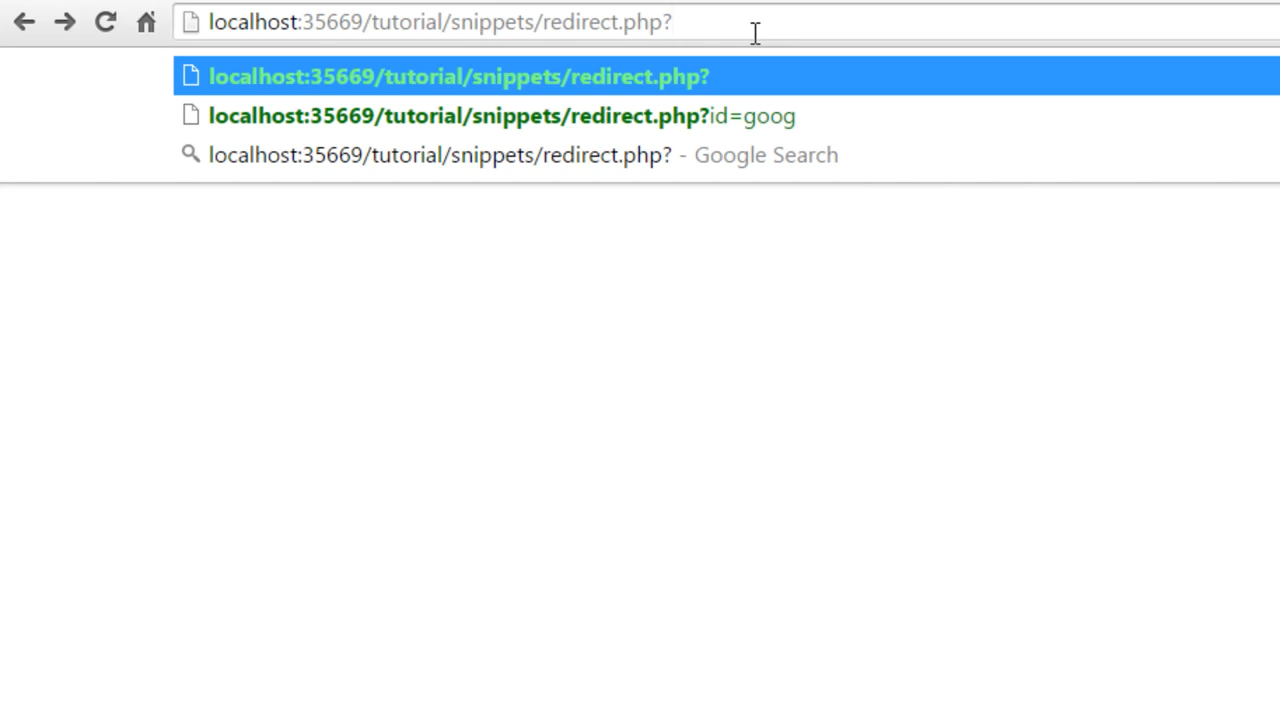 localhost:35669/tutorial/snippets/redirect.php?
localhost:35669/tutorial/snippets/redirect.php?
localhost:35669/tutorial/snippets/redirect.php?id=goog
localhost:35669/tutorial/snippets/redirect.php? - Google Search